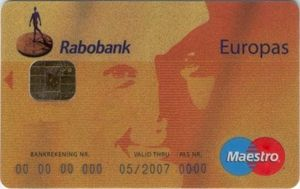 Rabobank
Europas
BANKREKENING NR. VALID THRU PAS NR.
00 00 00 000 05/2007 0000
Maestro